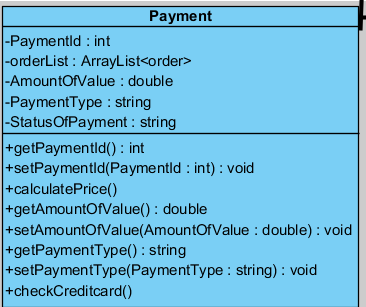 Payment
-PaymentId : int
-orderList : ArrayList<order>
-AmountOfValue : double
-PaymentType : string
-StatusOfPayment : string
+getPaymentId() : int
+setPaymentId(PaymentId : int) : void
+calculatePrice()
+getAmountOfValue() : double
+setAmountOfValue(AmountOfValue : double) : void
+getPaymentType() : string
+setPaymentType(PaymentType : string) : void
+checkCreditcard()